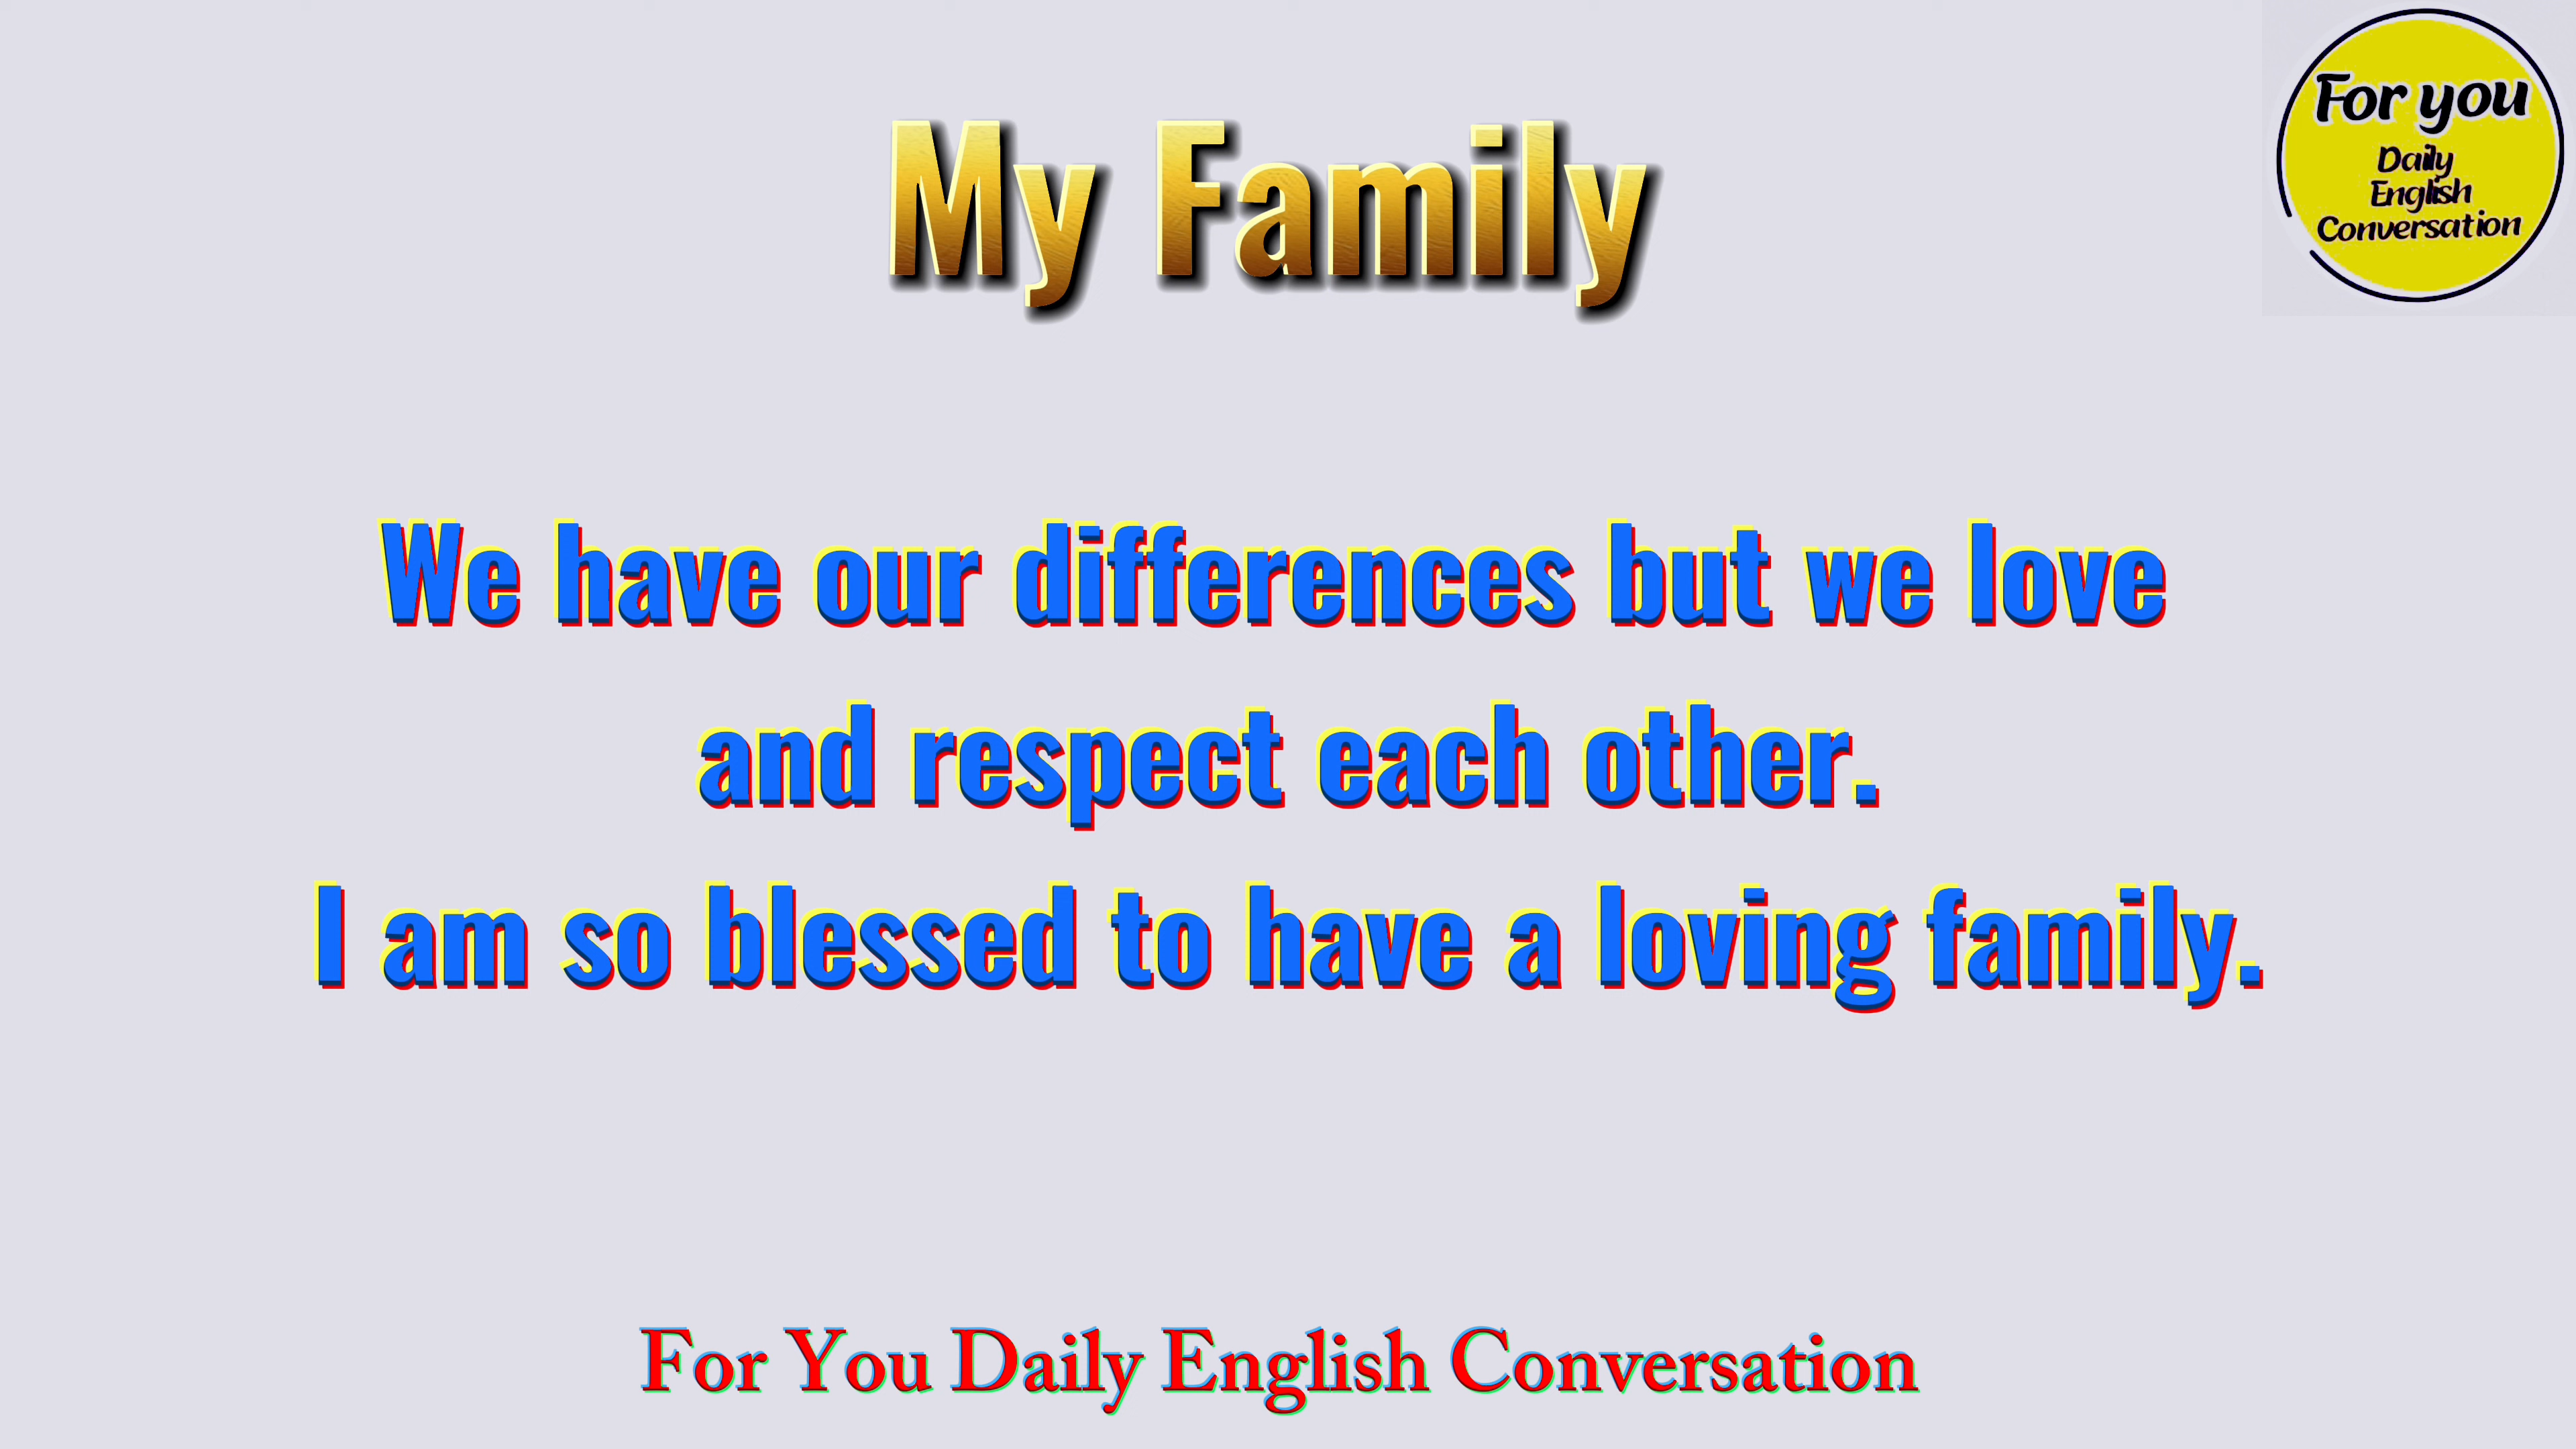 My Family
For you
Daily
English
Conversation
We have our differences but we love
and respect each other.
I am so blessed to have a loving family.
For You Daily English Conversation